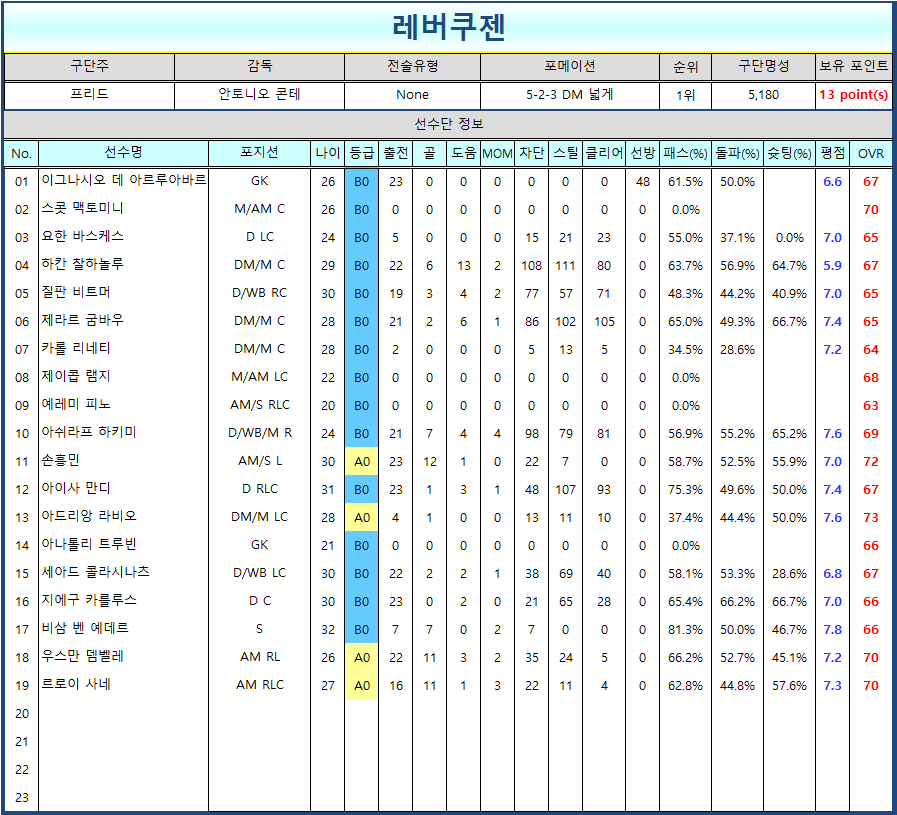 레버쿠젠
구단주 감독 전술유형 포메이션 순위 구단명성 보유 포인트
프리드 안토니오 콘테 None 5-2-3 DM 넓게 1위 5,180 13 point(s)
선수단 정보
No. 선수명 포지션 나이 등급 출전 골 도움 MOM 차단 스틸 클리어 선방 패스(%) 돌파(%) 슛팅(%) 평점 OVR
01 이그나시오 데 아르루아바르 GK 26 B0 23 0 0 0 0 0 0 48 61.5% 50.0% 6.6 67
02 스콧 맥토미니 M/AM C 26 B0 0 0 0 0 0 0 0 0 0.0% 70
03 요한 바스케스 D LC 24 B0 5 0 0 0 15 21 23 0 55.0% 37.1% 0.0% 7.0 65
04 하칸 찰하놀루 DM/M C 29 B0 22 6 13 2 108 111 80 0 63.7% 56.9% 64.7% 5.9 67
05 질판 비트머 D/WB RC 30 B0 19 3 4 2 77 57 71 0 48.3% 44.2% 40.9% 7.0 65
06 제라르 굼바우 DM/M C 28 B0 21 2 6 1 86 102 105 0 65.0% 49.3% 66.7% 7.4 65
07 카롤 리네티 DM/M C 28 B0 2 0 0 0 5 13 5 0 34.5% 28.6% 7.2 64
08 제이콥 램지 M/AM LC 22 B0 0 0 0 0 0 0 0 0 0.0% 68
09 예레미 피노 AM/S RLC 20 B0 0 0 0 0 0 0 0 0 0.0% 63
10 아쉬라프 하키미 D/WB/M R 24 B0 21 7 4 4 98 79 81 0 56.9% 55.2% 65.2% 7.6 69
11 손흥민 AM/S L 30 A0 23 12 1 0 22 7 0 0 58.7% 52.5% 55.9% 7.0 72
12 아이사 만디 D RLC 31 B0 23 1 3 1 48 107 93 0 75.3% 49.6% 50.0% 7.4 67
13 아드리앙 라비오 DM/M LC 28 A0 4 1 0 0 13 11 10 0 37.4% 44.4% 50.0% 7.6 73
14 아나톨리 트루빈 GK 21 B0 0 0 0 0 0 0 0 0 0.0% 66
15 세아드 콜라시나츠 D/WB LC 30 B0 22 2 2 1 38 69 40 0 58.1% 53.3% 28.6% 6.8 67
16 지에구 카를루스 D C 30 B0 23 0 2 0 21 65 28 0 65.4% 66.2% 66.7% 7.0 66
17 비삼 벤 예데르 S 32 B0 7 7 0 2 7 0 0 0 81.3% 50.0% 46.7% 7.8 66
18 우스만 뎀벨레 AM RL 26 A0 22 11 3 2 35 24 5 0 66.2% 52.7% 45.1% 7.2 70
19 르로이 사네 AM RLC 27 A0 16 11 1 3 22 11 4 0 62.8% 44.8% 57.6% 7.3 70
20
21
22
23